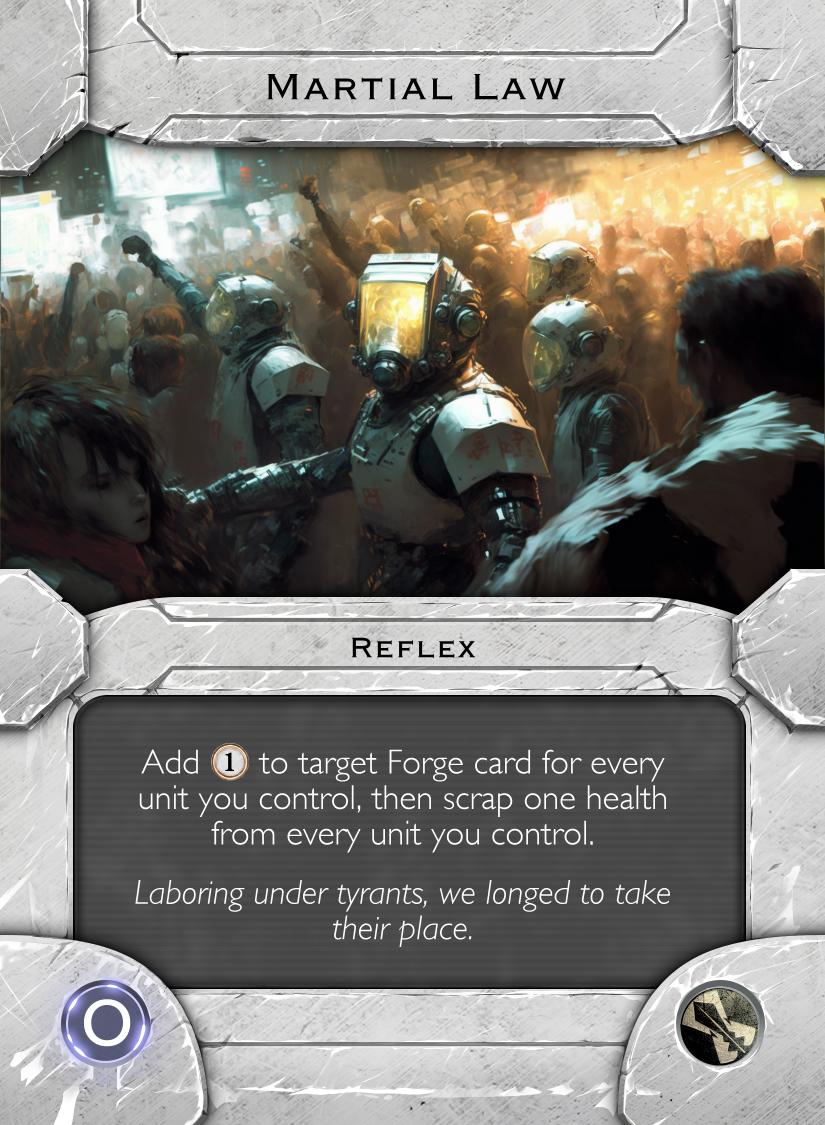 Martial Law
Reflex
Add 1 to target Forge card for every
unit you control, then scrap one health
from every unit you control.
Laboring under tyrants, we longed to take
their place.
O